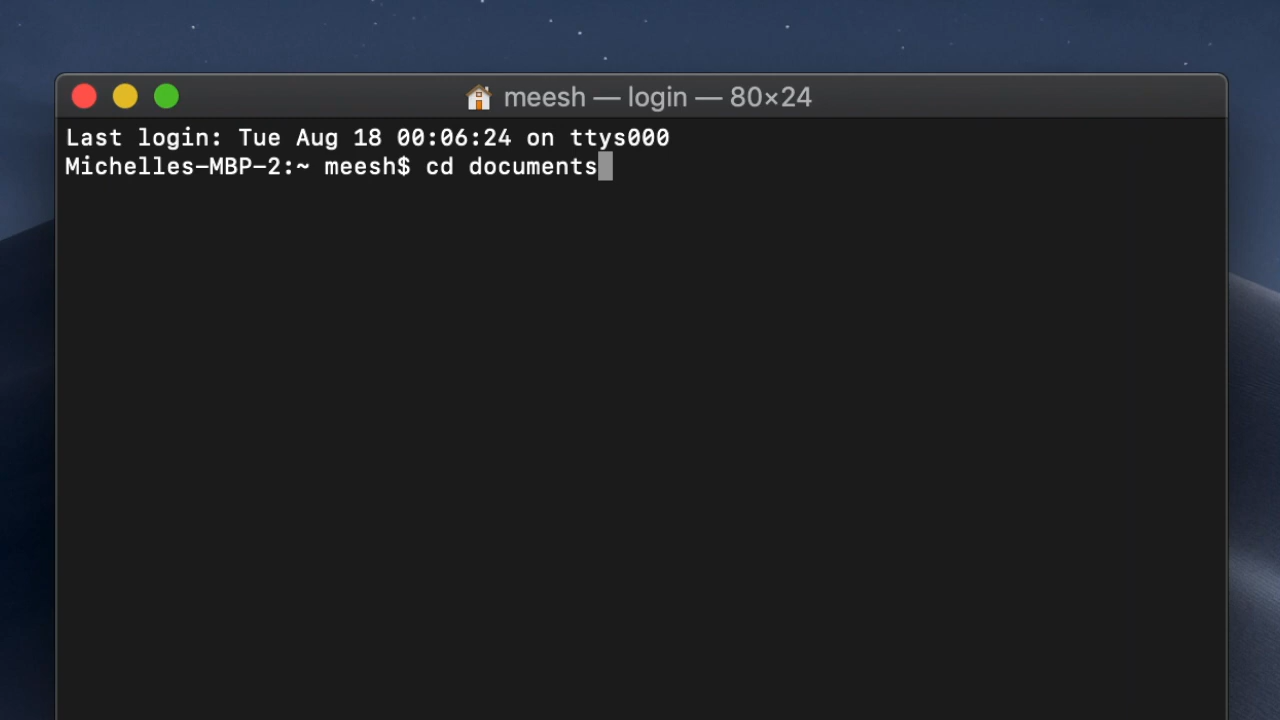 meesh — login — 80×24
Last login: Tue Aug 18 00:06:24 on ttys000
Michelles-MBP-2:~ meesh$ cd documents